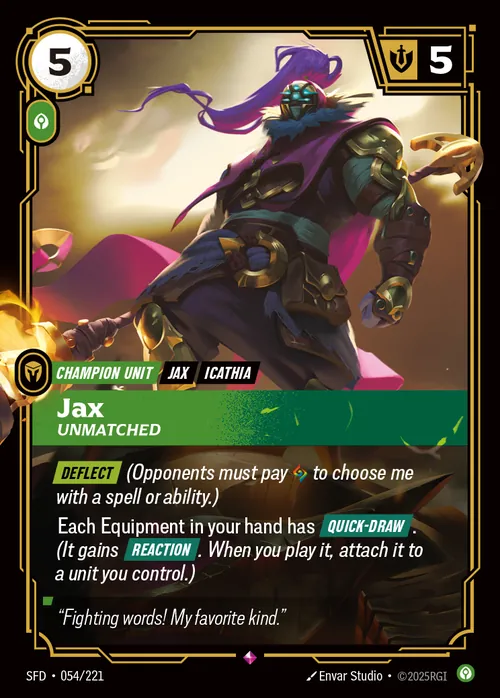 5
5
CHAMPION UNIT JAX ICATHIA
Jax
UNMATCHED
DEFLECT (Opponents must pay to choose me
with a spell or ability.)
Each Equipment in your hand has QUICK-DRAW.
(It gains REACTION. When you play it, attach it to
a unit you control.)
“Fighting words! My favorite kind.”
SFD • 054/221 Envar Studio • ©2025RGI